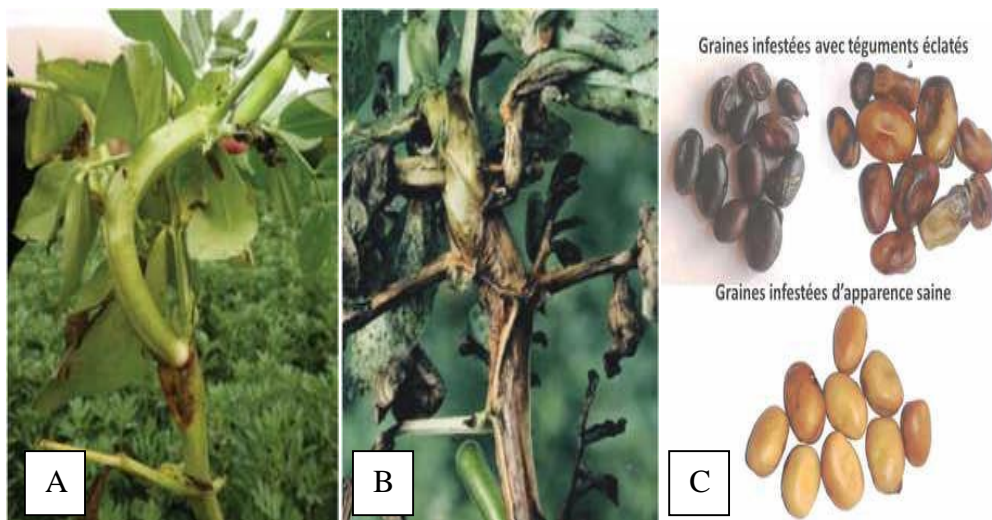 Graines infestées avec téguments éclatés
Graines infestées d'apparence saine
A
B
C